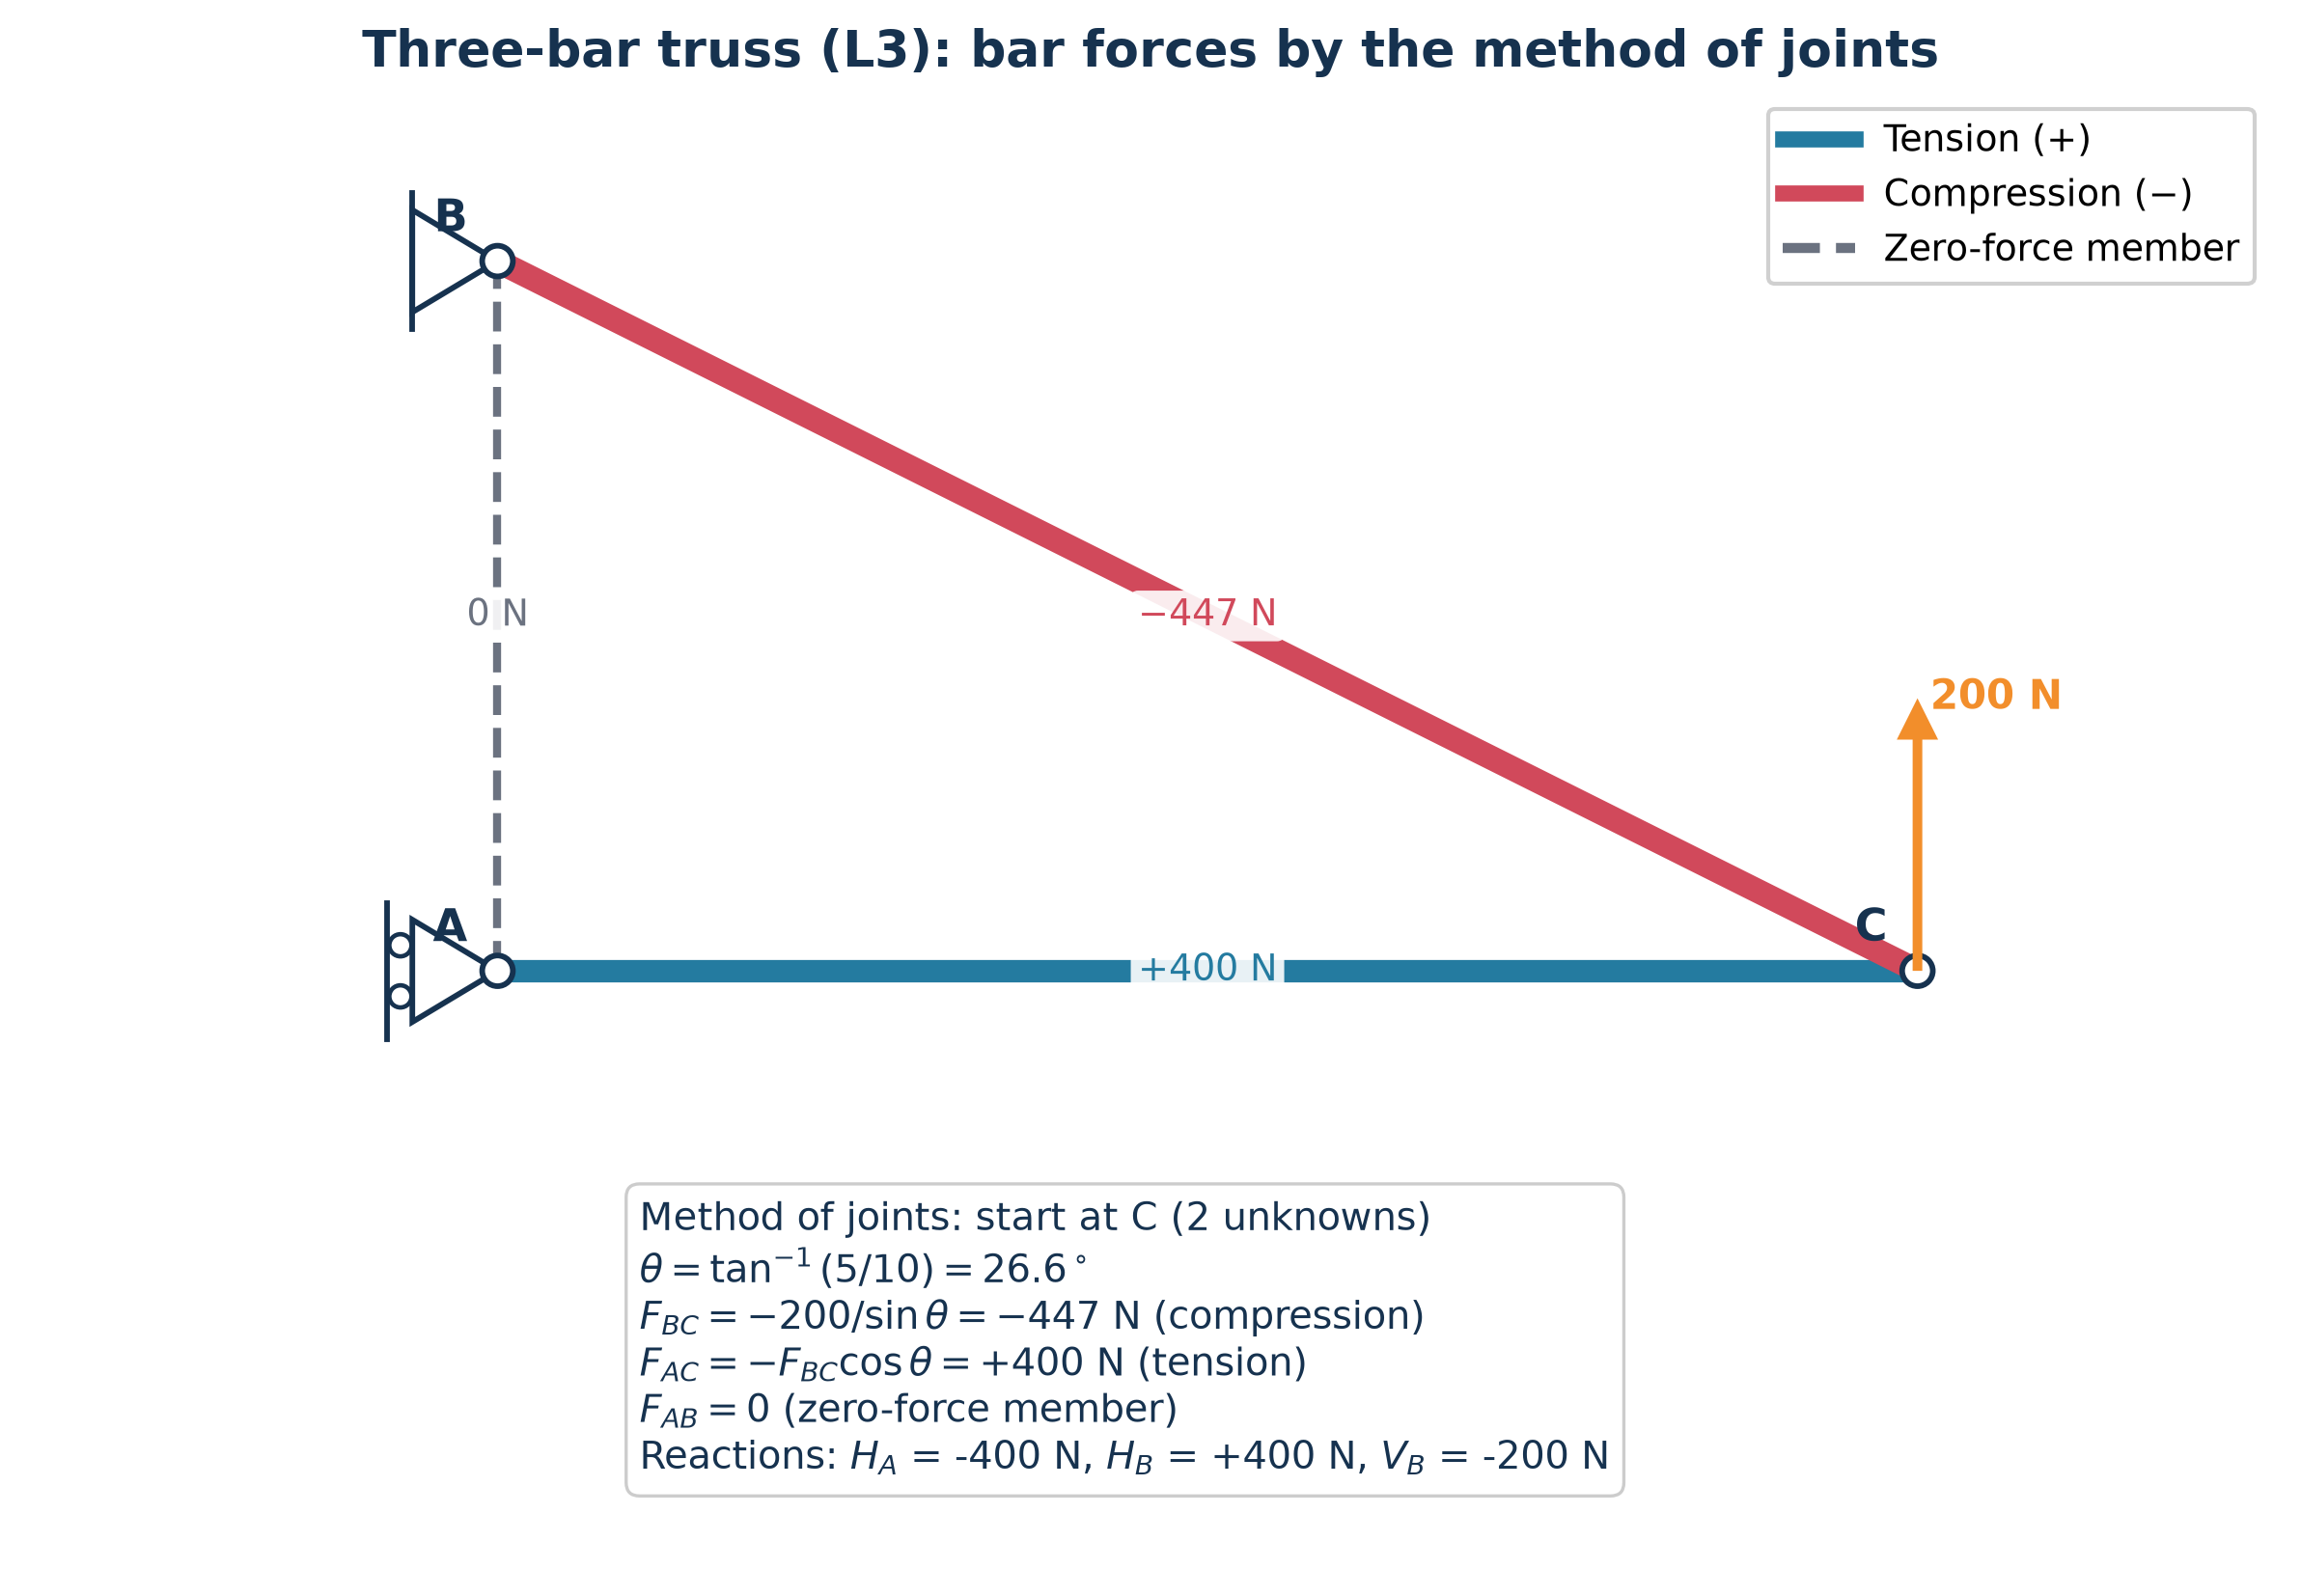 Three-bar truss (L3): bar forces by the method of joints
Tension (+)
Compression (−)
Zero-force member
B
0 N
−447 N
200 N
A
C
+400 N
Method of joints: start at C (2 unknowns)
θ = tan⁻¹(5/10) = 26.6°
F_BC = −200/sin θ = −447 N (compression)
F_AC = −F_BC cos θ = +400 N (tension)
F_AB = 0 (zero-force member)
Reactions: H_A = -400 N, H_B = +400 N, V_B = -200 N